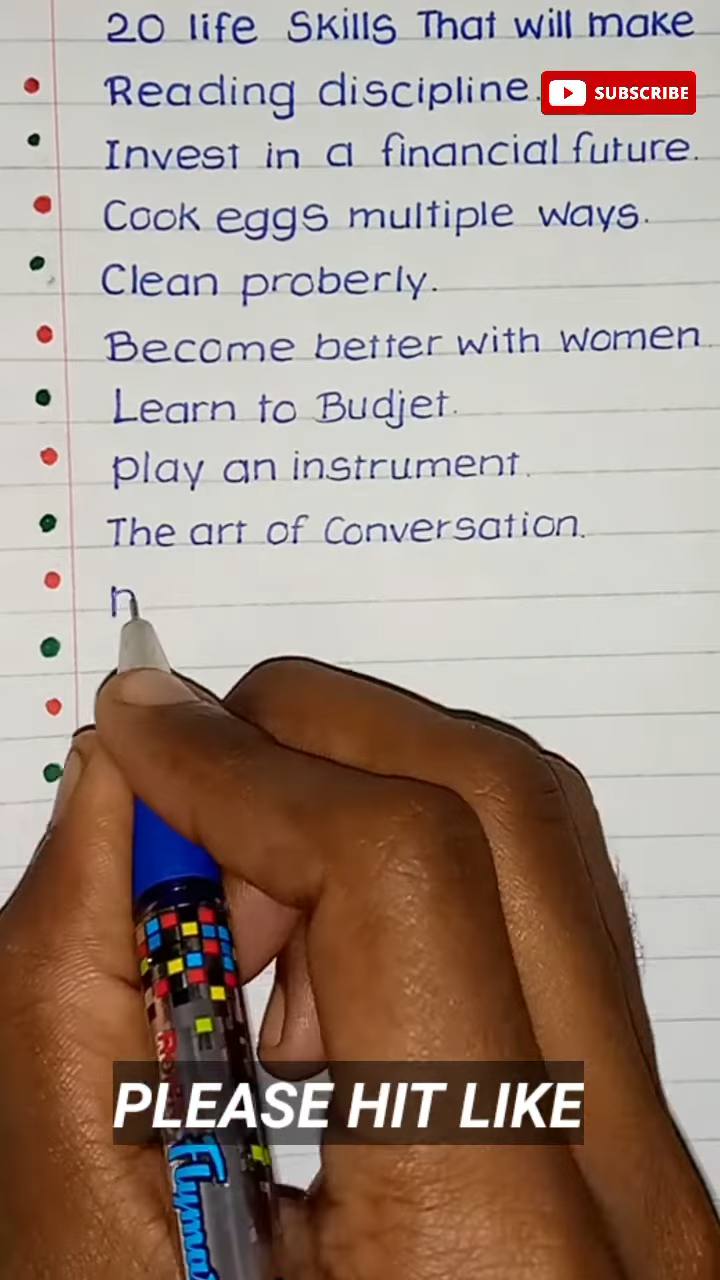 20 life Skills That will make
Reading discipline.
SUBSCRIBE
Invest in a financial future.
Cook eggs multiple ways.
Clean proberly.
Become better with women
Learn to Budjet.
play an instrument.
The art of Conversation.
PLEASE HIT LIKE